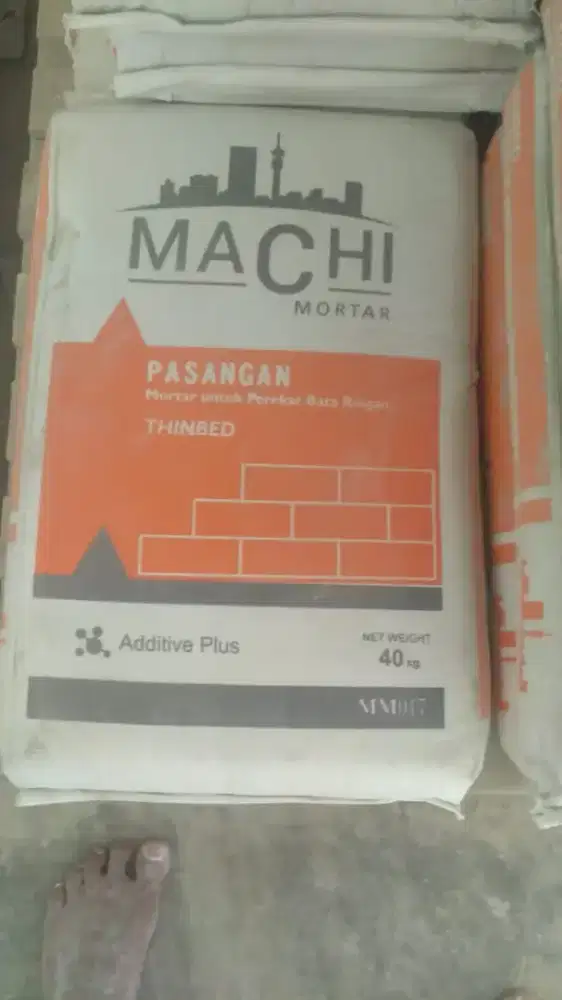 MACHI
MORTAR
PASANGAN
Mortar untuk Perekat Bata Ringan
THINBED
Additive Plus
NET WEIGHT
40 KG
MM017